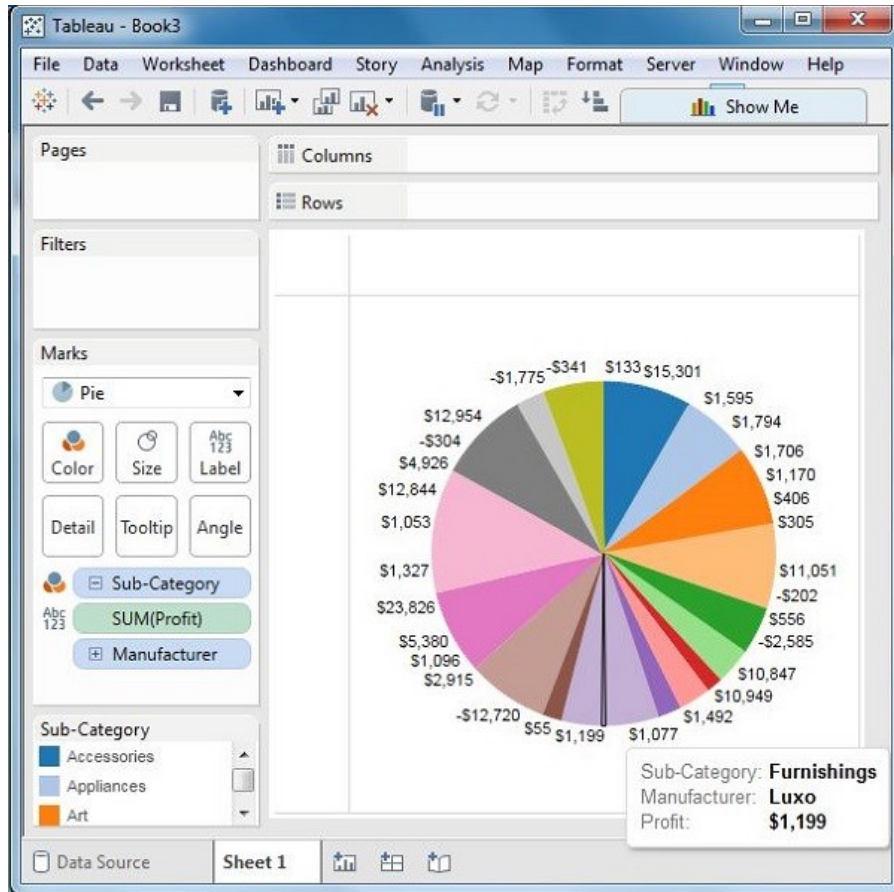 Tableau - Book3
File Data Worksheet Dashboard Story Analysis Map Format Server Window Help
Show Me
Pages
Columns
Rows
Filters
Marks
Pie
Color Size Abc 123 Label
Detail Tooltip Angle
Sub-Category
Abc 123 SUM(Profit)
Manufacturer
Sub-Category
Accessories
Appliances
Art
-$341 $133 $15,301
-$1,775
$1,595
$12,954
$1,794
-$304
$1,706
$4,926
$1,170
$12,844
$406
$1,053
$305
$1,327
$11,051
-$202
$23,826
$556
-$2,585
$5,380
$1,096
$10,847
$2,915
$10,949
-$12,720
$1,492
$55
$1,199
$1,077
Sub-Category: Furnishings
Manufacturer: Luxo
Profit: $1,199
Data Source Sheet 1